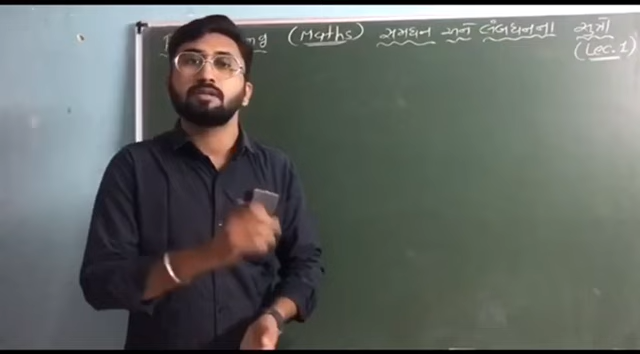 (Maths) સમઘન અને લંબઘનના સૂત્રો
(Lec. 1)